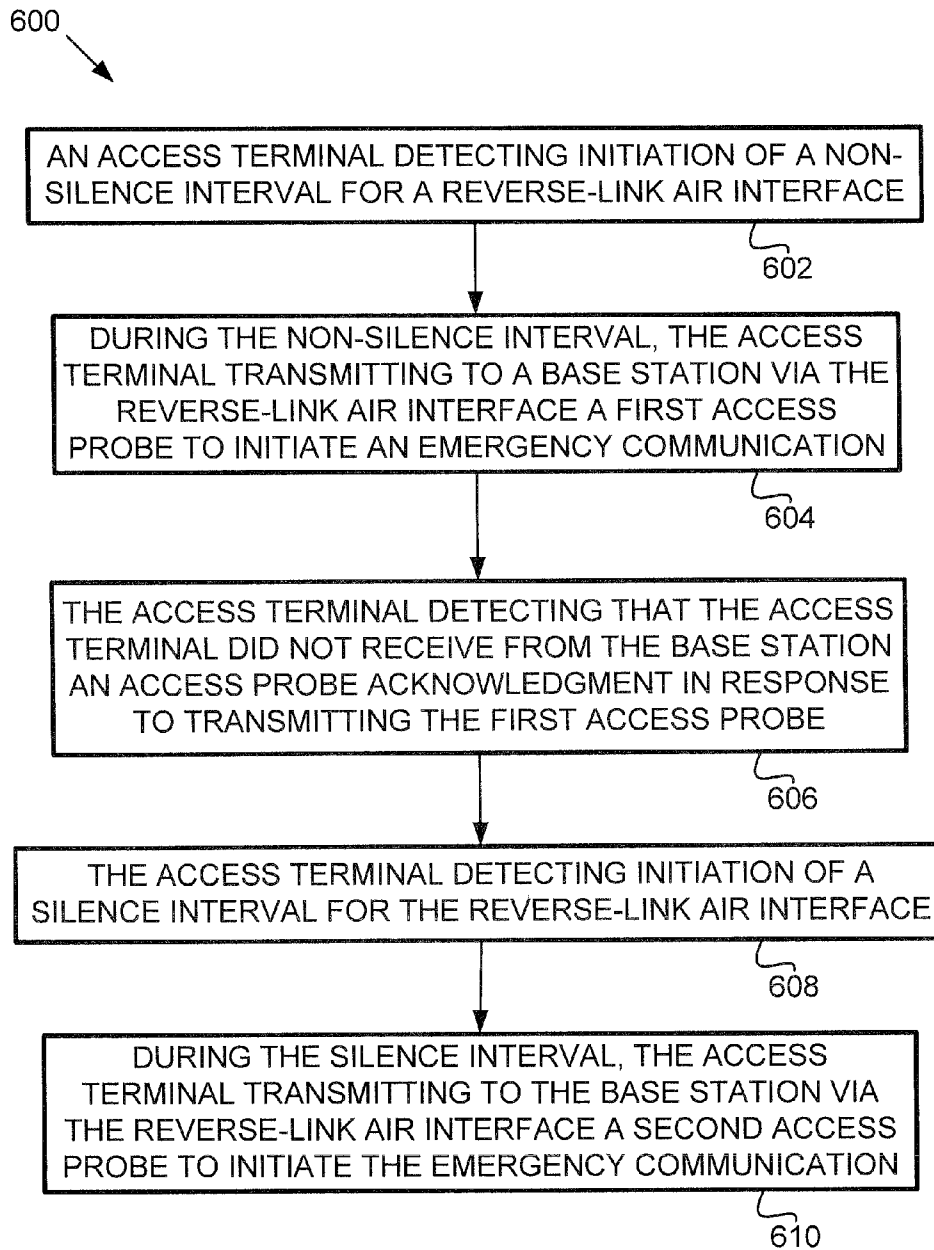 600
AN ACCESS TERMINAL DETECTING INITIATION OF A NON-
SILENCE INTERVAL FOR A REVERSE-LINK AIR INTERFACE
602
DURING THE NON-SILENCE INTERVAL, THE ACCESS
TERMINAL TRANSMITTING TO A BASE STATION VIA THE
REVERSE-LINK AIR INTERFACE A FIRST ACCESS
PROBE TO INITIATE AN EMERGENCY COMMUNICATION
604
THE ACCESS TERMINAL DETECTING THAT THE ACCESS
TERMINAL DID NOT RECEIVE FROM THE BASE STATION
AN ACCESS PROBE ACKNOWLEDGMENT IN RESPONSE
TO TRANSMITTING THE FIRST ACCESS PROBE
606
THE ACCESS TERMINAL DETECTING INITIATION OF A
SILENCE INTERVAL FOR THE REVERSE-LINK AIR INTERFACE
608
DURING THE SILENCE INTERVAL, THE ACCESS
TERMINAL TRANSMITTING TO THE BASE STATION VIA
THE REVERSE-LINK AIR INTERFACE A SECOND ACCESS
PROBE TO INITIATE THE EMERGENCY COMMUNICATION
610